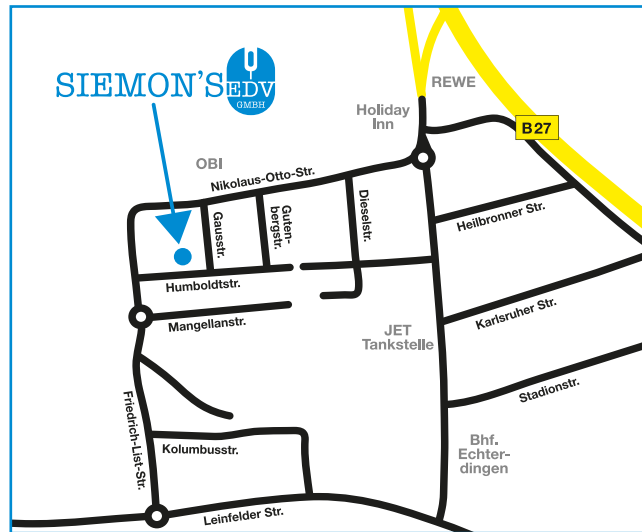 REWE
SIEMON'S
EDV
GMBH
Holiday
Inn
B27
OBI
Nikolaus-Otto-Str.
Gausstr.
Guten-
bergstr.
Dieselstr.
Heilbronner Str.
Humboldtstr.
Mangellanstr.
JET
Tankstelle
Karlsruher Str.
Stadionstr.
Friedrich-List-Str.
Kolumbusstr.
Bhf.
Echter-
dingen
Leinfelder Str.